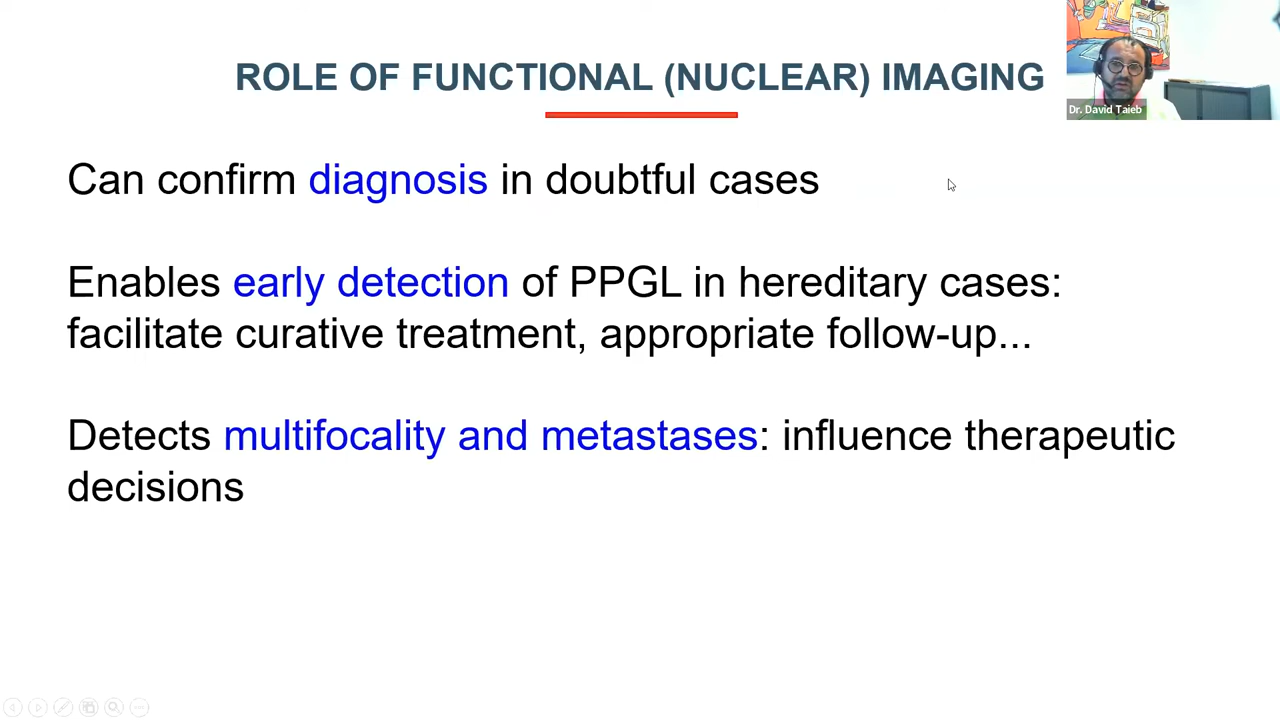 ROLE OF FUNCTIONAL (NUCLEAR) IMAGING
Dr. David Taieb
Can confirm diagnosis in doubtful cases
Enables early detection of PPGL in hereditary cases:
facilitate curative treatment, appropriate follow-up...
Detects multifocality and metastases: influence therapeutic
decisions